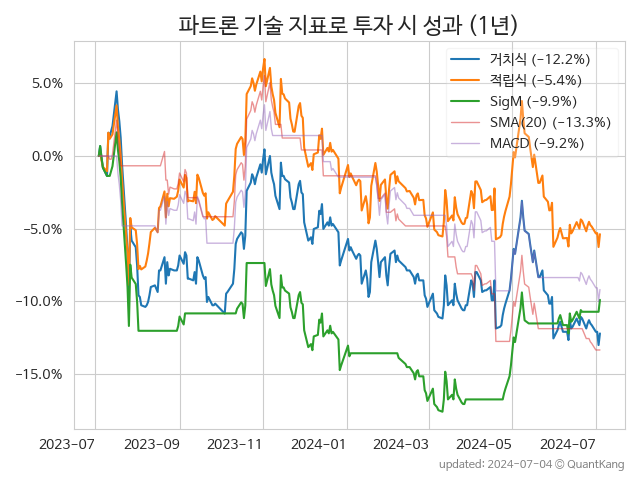 파트론 기술 지표로 투자 시 성과 (1년)
거치식 (−12.2%)
적립식 (−5.4%)
SigM (−9.9%)
SMA(20) (−13.3%)
MACD (−9.2%)
5.0%
0.0%
−5.0%
−10.0%
−15.0%
2023-07 2023-09 2023-11 2024-01 2024-03 2024-05 2024-07
updated: 2024-07-04 © QuantKang